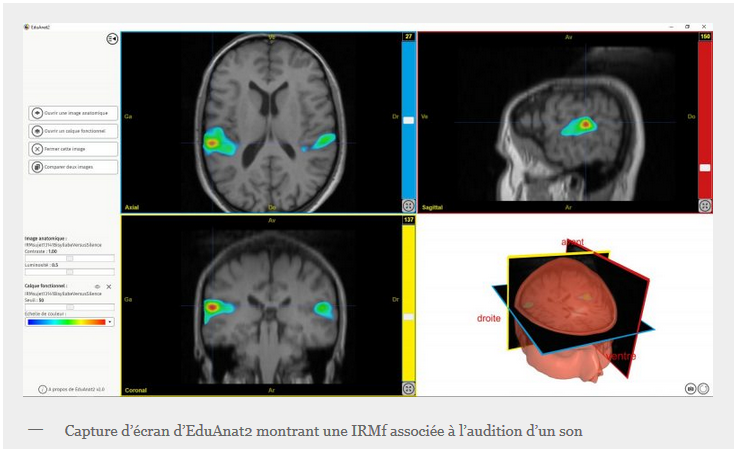 EduAnat2
Ouvrir une image anatomique
Ouvrir un calque fonctionnel
Fermer cette image
Comparer deux images
Image anatomique :
Contraste : 1,00
Luminosité : 0,5
Calque fonctionnel :
Seuil : 50
Echelle de couleur :
A propos de EduAnat2 v2.0
Ve
27
Ga
Dr
Axial
De
Av
150
Ve
Do
Sagittal
Ar
Av
137
Ga
Dr
Coronal
Ar
avant
droite
ventre
— Capture d’écran d’EduAnat2 montrant une IRMf associée à l’audition d’un son